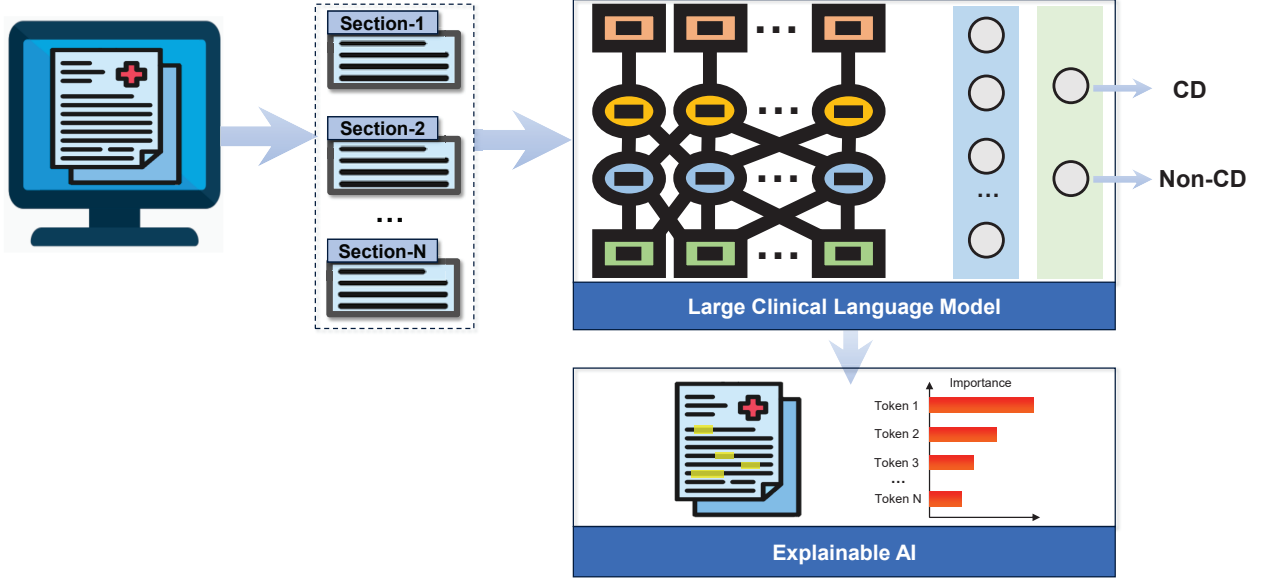 Section-1
Section-2
...
Section-N
...
...
...
...
...
CD
Non-CD
Large Clinical Language Model
Importance
Token 1
Token 2
Token 3
...
Token N
Explainable AI